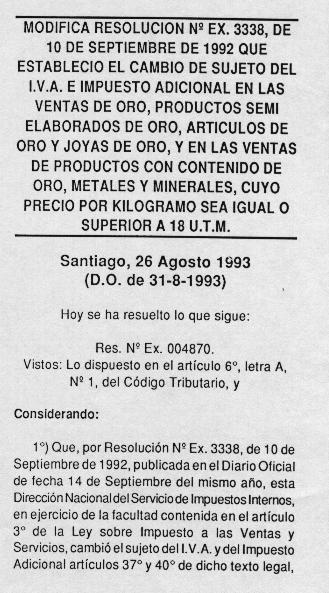 MODIFICA RESOLUCION Nº EX. 3338, DE
10 DE SEPTIEMBRE DE 1992 QUE
ESTABLECIO EL CAMBIO DE SUJETO DEL
I.V.A. E IMPUESTO ADICIONAL EN LAS
VENTAS DE ORO, PRODUCTOS SEMI
ELABORADOS DE ORO, ARTICULOS DE
ORO Y JOYAS DE ORO, Y EN LAS VENTAS
DE PRODUCTOS CON CONTENIDO DE
ORO, METALES Y MINERALES, CUYO
PRECIO POR KILOGRAMO SEA IGUAL O
SUPERIOR A 18 U.T.M.
Santiago, 26 Agosto 1993
(D.O. de 31-8-1993)
Hoy se ha resuelto lo que sigue:
Res. Nº Ex. 004870.
Vistos: Lo dispuesto en el artículo 6º, letra A,
Nº 1, del Código Tributario, y
Considerando:
1º) Que, por Resolución Nº Ex. 3338, de 10 de
Septiembre de 1992, publicada en el Diario Oficial
de fecha 14 de Septiembre del mismo año, esta
Dirección Nacional del Servicio de Impuestos Internos,
en ejercicio de la facultad contenida en el artículo
3º de la Ley sobre Impuesto a las Ventas y
Servicios, cambió el sujeto del I.V.A. y del Impuesto
Adicional artículos 37º y 40º de dicho texto legal,